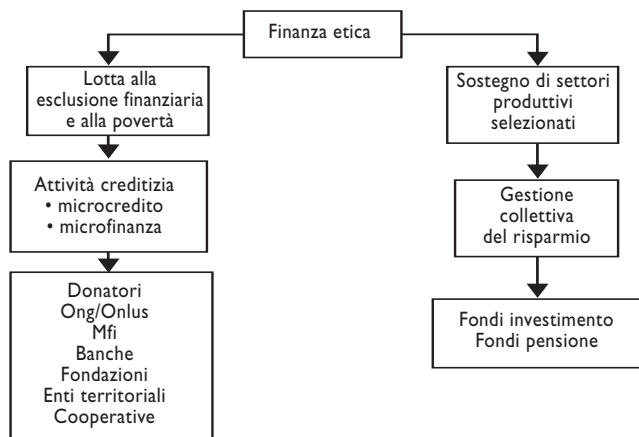 Finanza etica
Lotta alla
esclusione finanziaria
e alla povertà
Attività creditizia
• microcredito
• microfinanza
Donatori
Ong/Onlus
Mfi
Banche
Fondazioni
Enti territoriali
Cooperative
Sostegno di settori
produttivi
selezionati
Gestione
collettiva
del risparmio
Fondi investimento
Fondi pensione